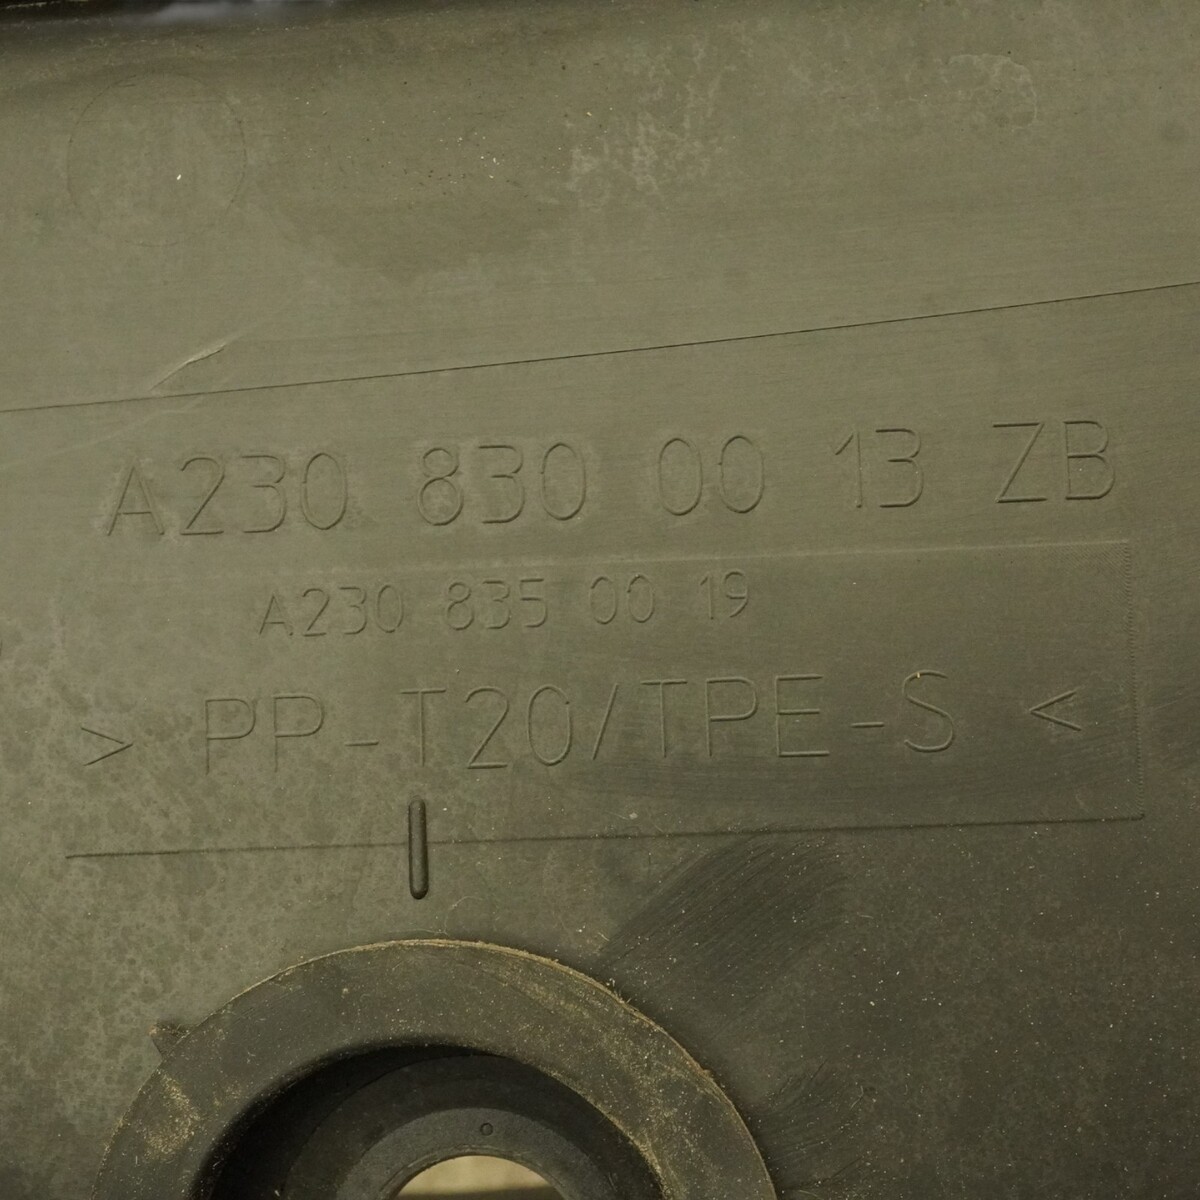 A230 830 00 13 ZB
A230 835 00 19
> PP-T20/TPE-S <